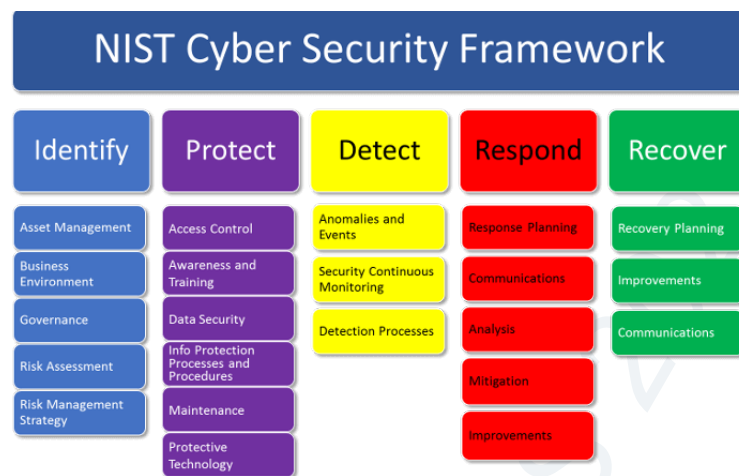 NIST Cyber Security Framework
Identify
Protect
Detect
Respond
Recover
Asset Management
Business
Environment
Governance
Risk Assessment
Risk Management
Strategy
Access Control
Awareness and
Training
Data Security
Info Protection
Processes and
Procedures
Maintenance
Protective
Technology
Anomalies and
Events
Security Continuous
Monitoring
Detection Processes
Response Planning
Communications
Analysis
Mitigation
Improvements
Recovery Planning
Improvements
Communications